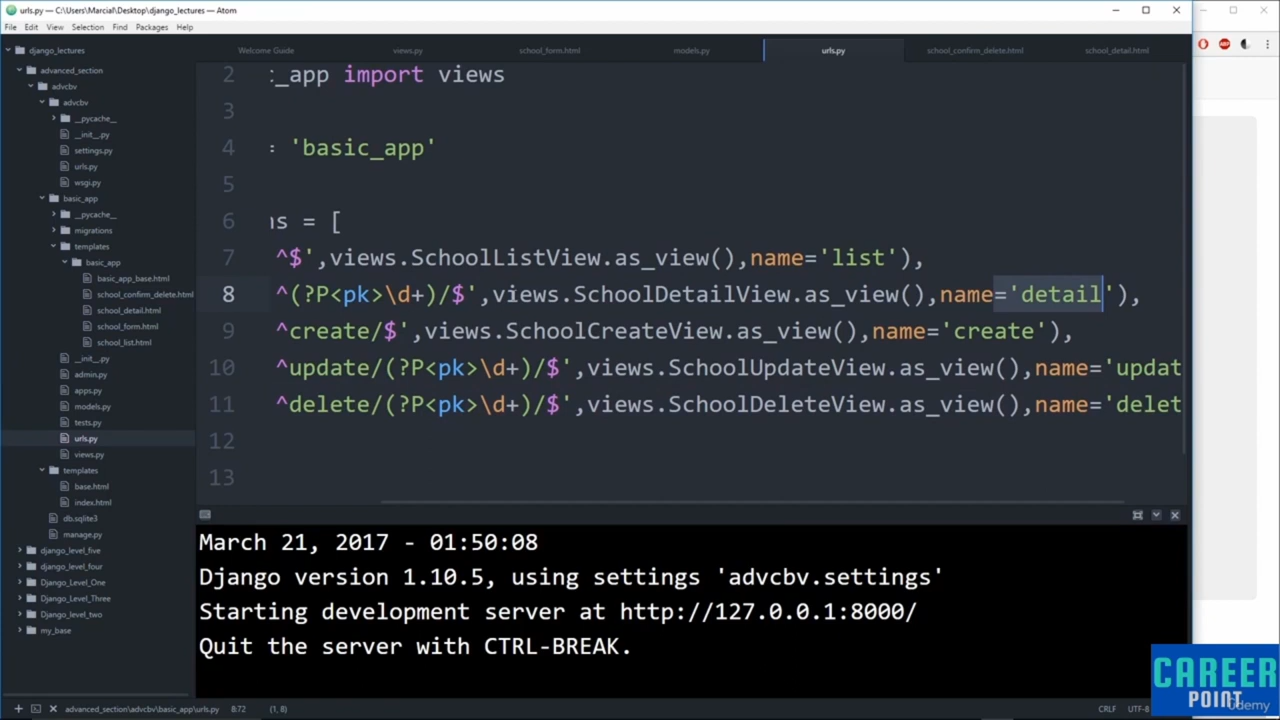 urls.py — C:\Users\Marcial\Desktop\django_lectures — Atom
File Edit View Selection Find Packages Help
django_lectures
advanced_section
advcbv
advcbv
__pycache__
__init__.py
settings.py
urls.py
wsgi.py
basic_app
__pycache__
migrations
templates
basic_app
basic_app_base.html
school_confirm_delete.html
school_detail.html
school_form.html
school_list.html
__init__.py
admin.py
apps.py
models.py
tests.py
urls.py
views.py
templates
base.html
index.html
db.sqlite3
manage.py
django_level_five
django_level_four
Django_Level_One
Django_Level_Three
Django_level_two
my_base
Welcome Guide views.py school_form.html models.py urls.py school_confirm_delete.html school_detail.html
2 :_app import views
3
4 = 'basic_app'
5
6 ns = [
7 ^$',views.SchoolListView.as_view(),name='list'),
8 ^(?P<pk>\d+)/$',views.SchoolDetailView.as_view(),name='detail'),
9 ^create/$',views.SchoolCreateView.as_view(),name='create'),
10 ^update/(?P<pk>\d+)/$',views.SchoolUpdateView.as_view(),name='updat
11 ^delete/(?P<pk>\d+)/$',views.SchoolDeleteView.as_view(),name='delet
12
13
March 21, 2017 - 01:50:08
Django version 1.10.5, using settings 'advcbv.settings'
Starting development server at http://127.0.0.1:8000/
Quit the server with CTRL-BREAK.
advanced_section\advcbv\basic_app\urls.py 8:72 (1, 8) CRLF UTF-8
ABP
CAREER
POINT
Udemy